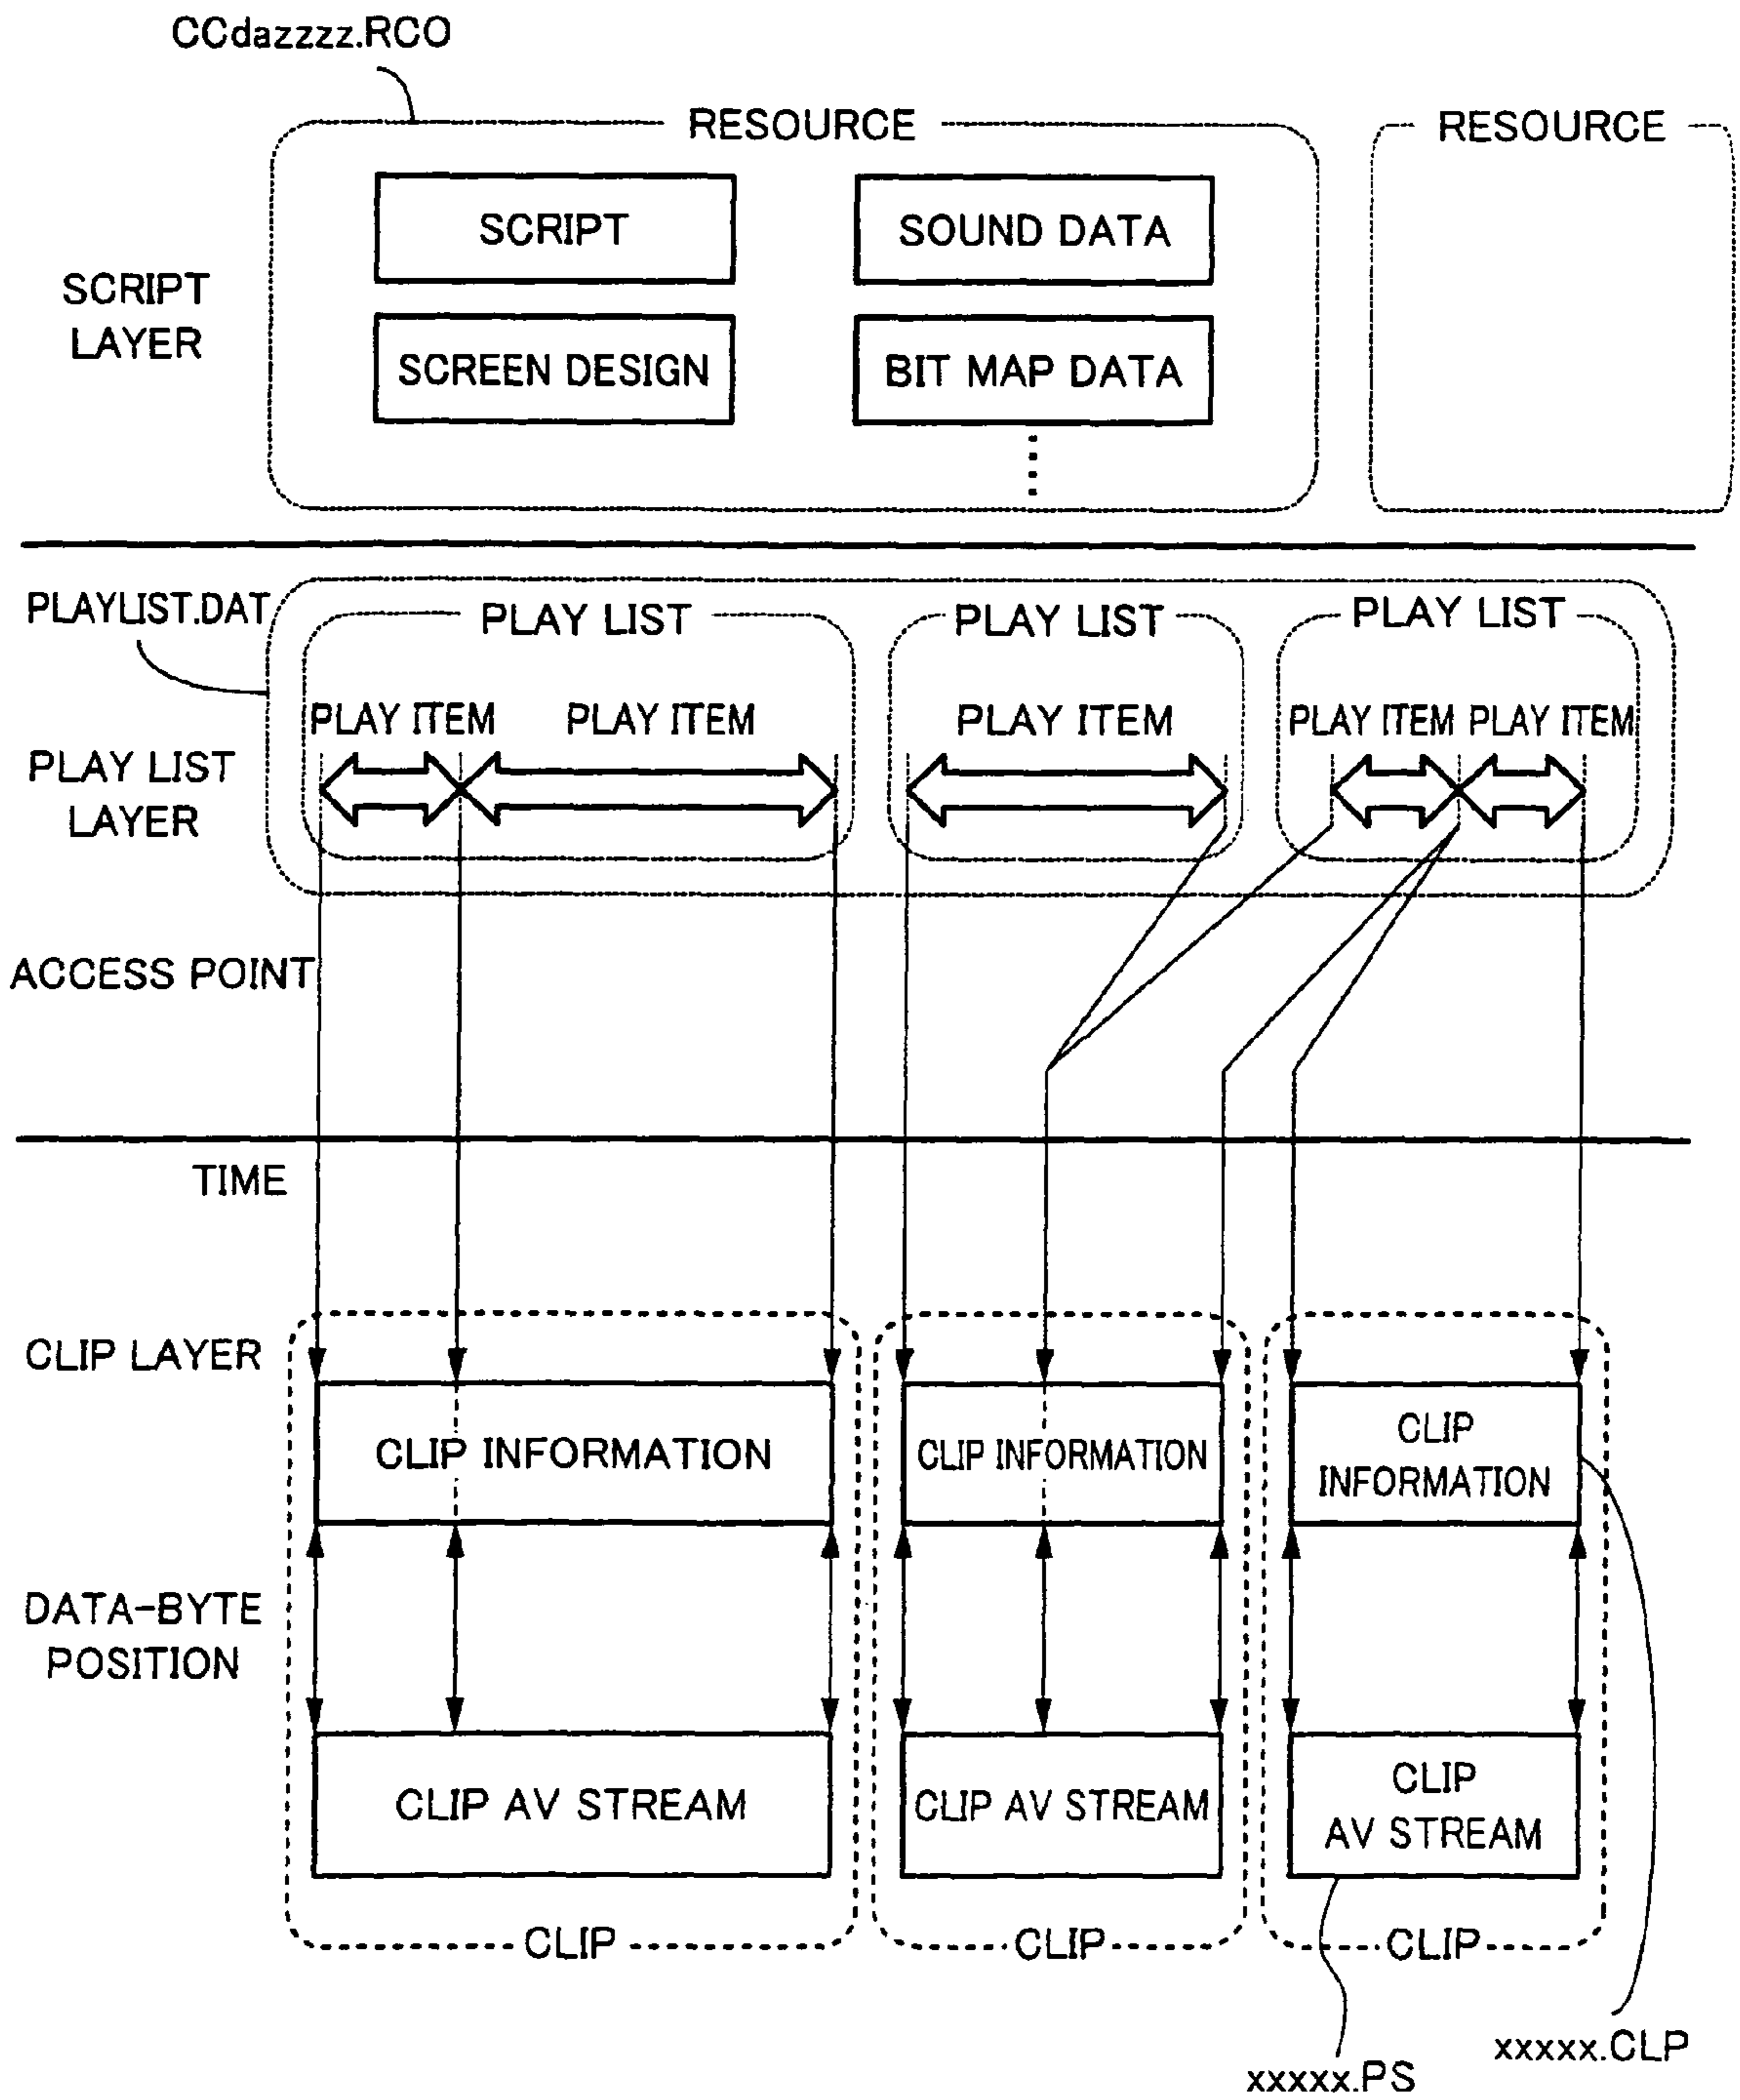 CCdazzzz.RCO
RESOURCE
RESOURCE
SCRIPT
SOUND DATA
SCRIPT
LAYER
SCREEN DESIGN
BIT MAP DATA
PLAYLIST.DAT
PLAY LIST
PLAY LIST
PLAY LIST
PLAY ITEM
PLAY ITEM
PLAY ITEM
PLAY ITEM
PLAY ITEM
PLAY LIST
LAYER
ACCESS POINT
TIME
CLIP LAYER
CLIP INFORMATION
CLIP INFORMATION
CLIP
INFORMATION
DATA-BYTE
POSITION
CLIP AV STREAM
CLIP AV STREAM
CLIP
AV STREAM
CLIP
CLIP
CLIP
xxxxx.CLP
xxxxx.PS